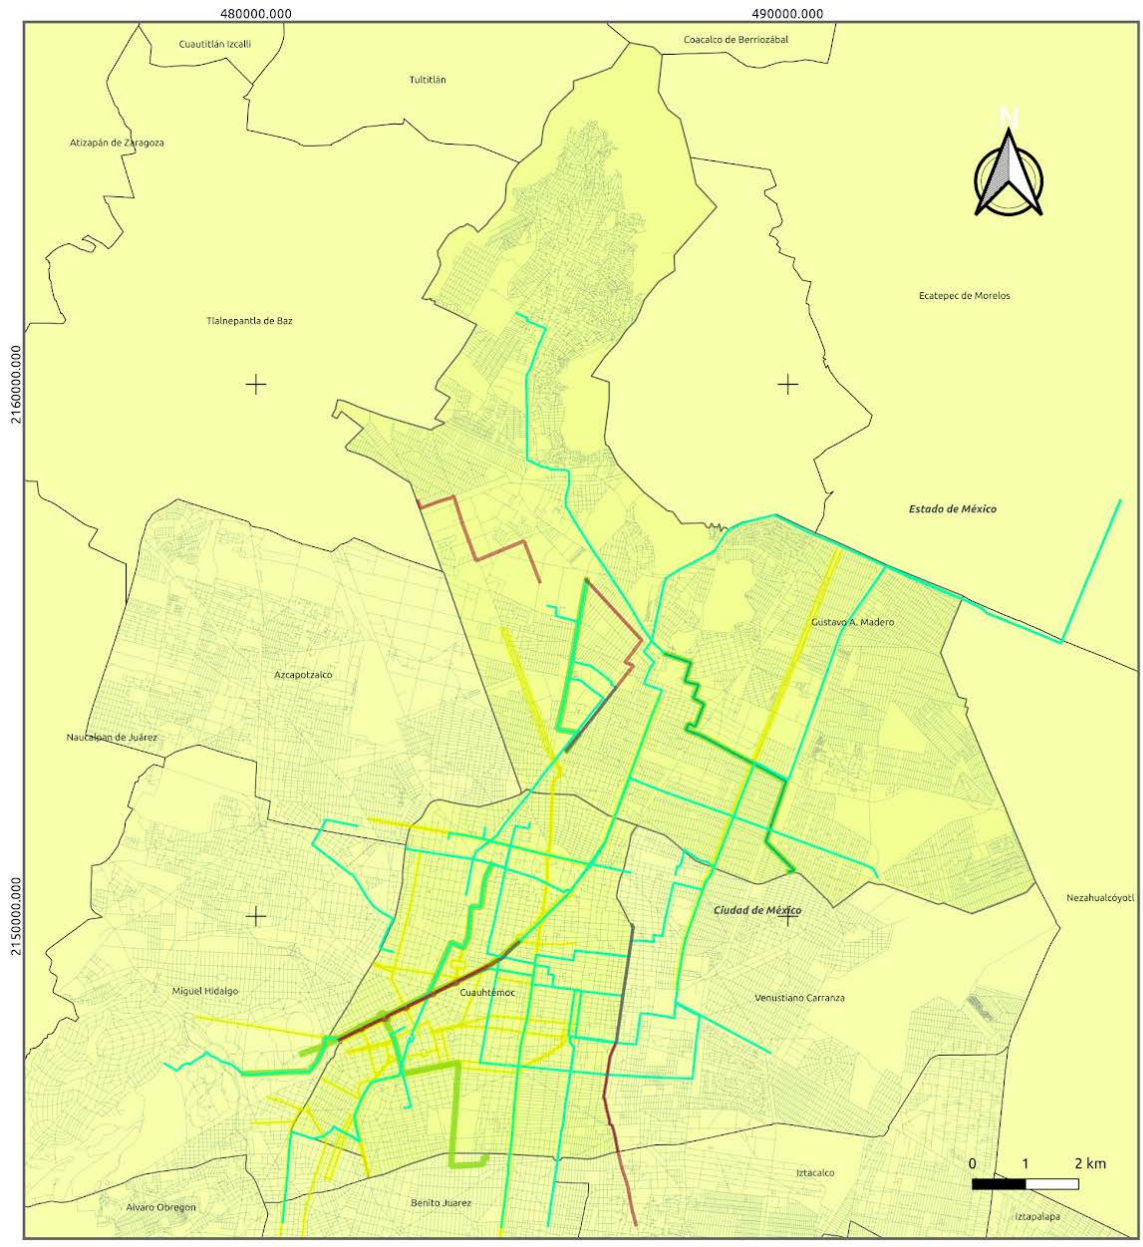 480000.000 490000.000
Cuautitlán Izcalli
Coacalco de Berriozábal
Tultitlán
N
Atizapán de Zaragoza
Ecatepec de Morelos
Tlalnepantla de Baz
2160000.000
Estado de México
Gustavo A. Madero
Azcapotzalco
Naucalpan de Juárez
Nezahualcóyotl
Ciudad de México
2150000.000
Miguel Hidalgo
Cuauhtémoc
Venustiano Carranza
0 1 2 km
Iztacalco
Alvaro Obregon
Benito Juarez
Iztapalapa